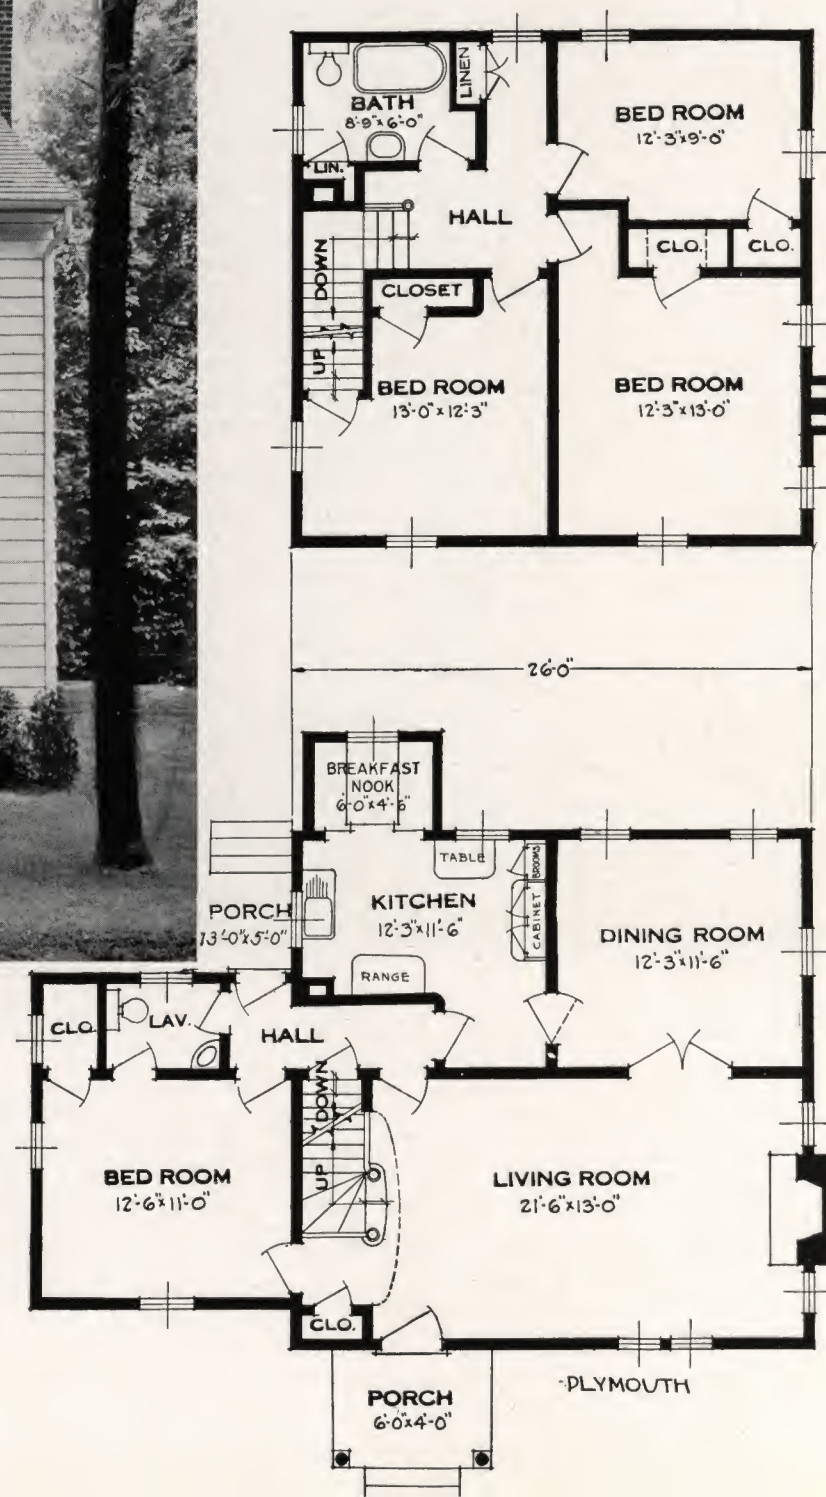 BATH
8'-9"x6'-0"
LINEN
LIN.
BED ROOM
12'-3"x9'-0"
HALL
CLO.
CLO.
DOWN
UP
CLOSET
BED ROOM
13'-0"x12'-3"
BED ROOM
12'-3"x13'-0"
26'-0"
BREAKFAST
NOOK
6'-0"x4'-6"
TABLE
BROOMS
CABINET
PORCH
13'-0"x5'-0"
KITCHEN
12'-3"x11'-6"
RANGE
DINING ROOM
12'-3"x11'-6"
CLO.
LAV.
HALL
DOWN
UP
BED ROOM
12'-6"x11'-0"
LIVING ROOM
21'-6"x13'-0"
CLO.
-PLYMOUTH
PORCH
6'-0"x4'-0"